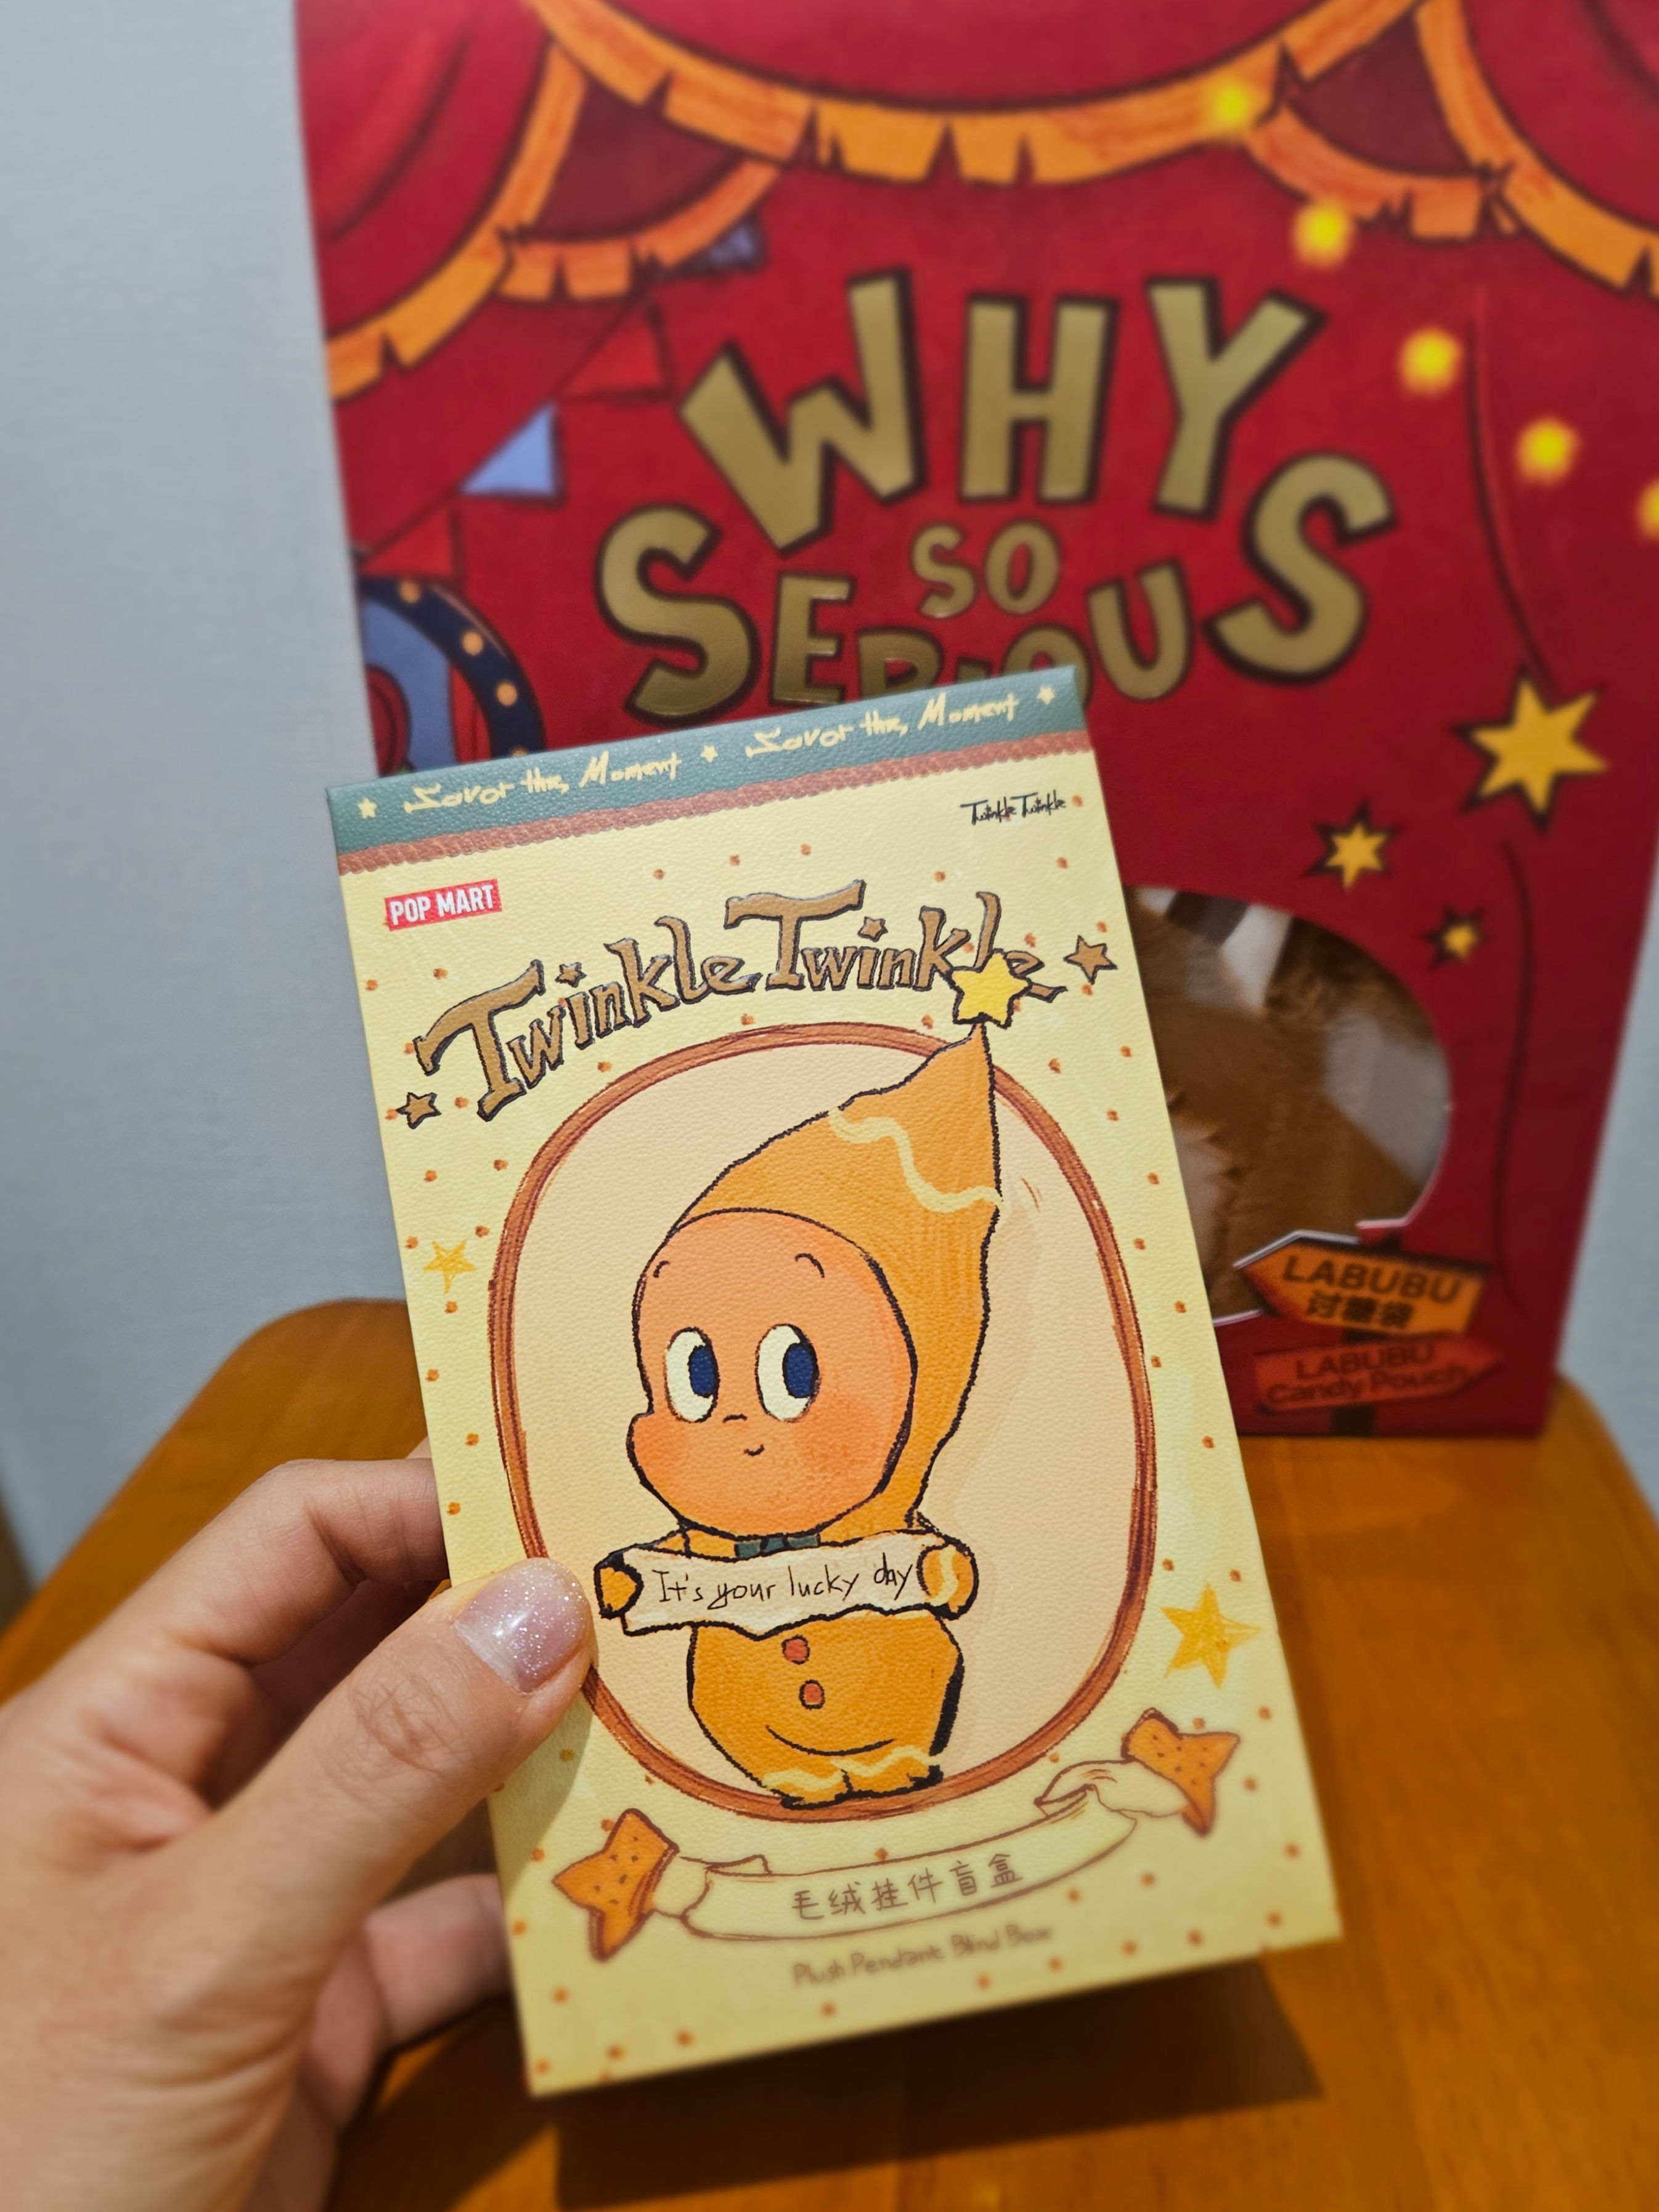 WHY
SO
SERIOUS
Savor the Moment Savor the Moment
Twinkle Twinkle
POP MART
Twinkle Twinkle
It's your lucky day
LABUBU
讨糖袋
LABUBU
Candy Pouch
毛绒挂件盲盒
Plush Pendant Blind Box